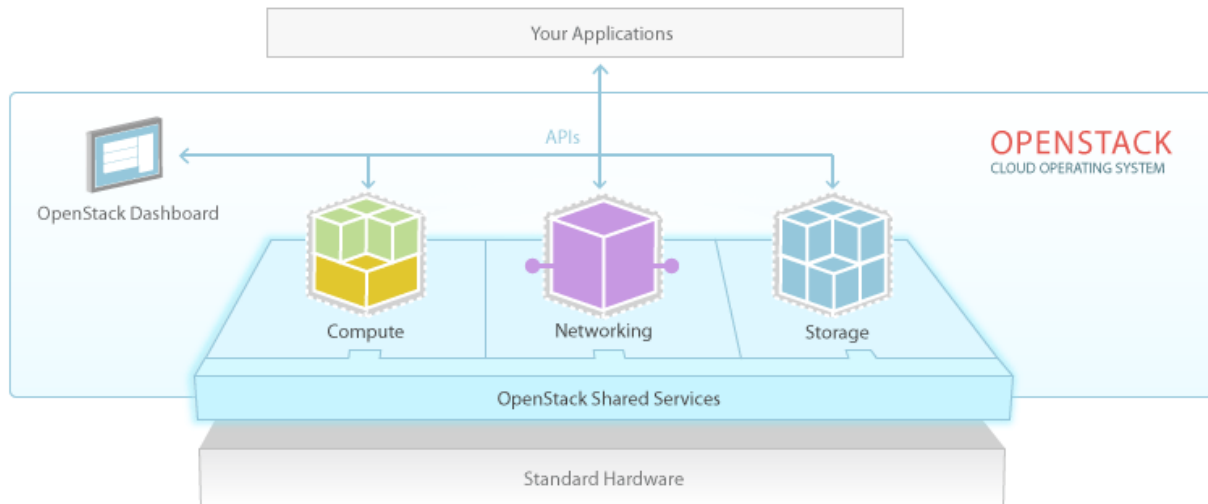 Your Applications
APIs
OPENSTACK
CLOUD OPERATING SYSTEM
OpenStack Dashboard
Compute
Networking
Storage
OpenStack Shared Services
Standard Hardware